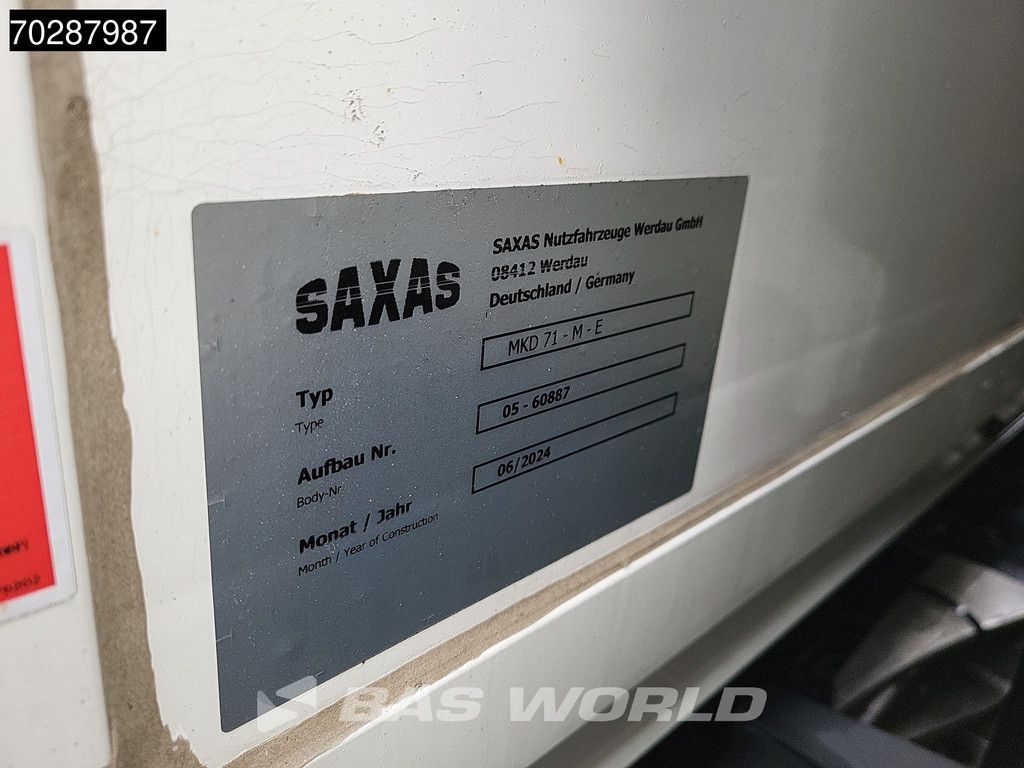 70287987
SAXAS
SAXAS Nutzfahrzeuge Werdau GmbH
08412 Werdau
Deutschland / Germany
Typ
Type
MKD 71 - M - E
Aufbau Nr.
Body-Nr
05 - 60887
Monat / Jahr
Month / Year of Construction
06/2024
BAS WORLD